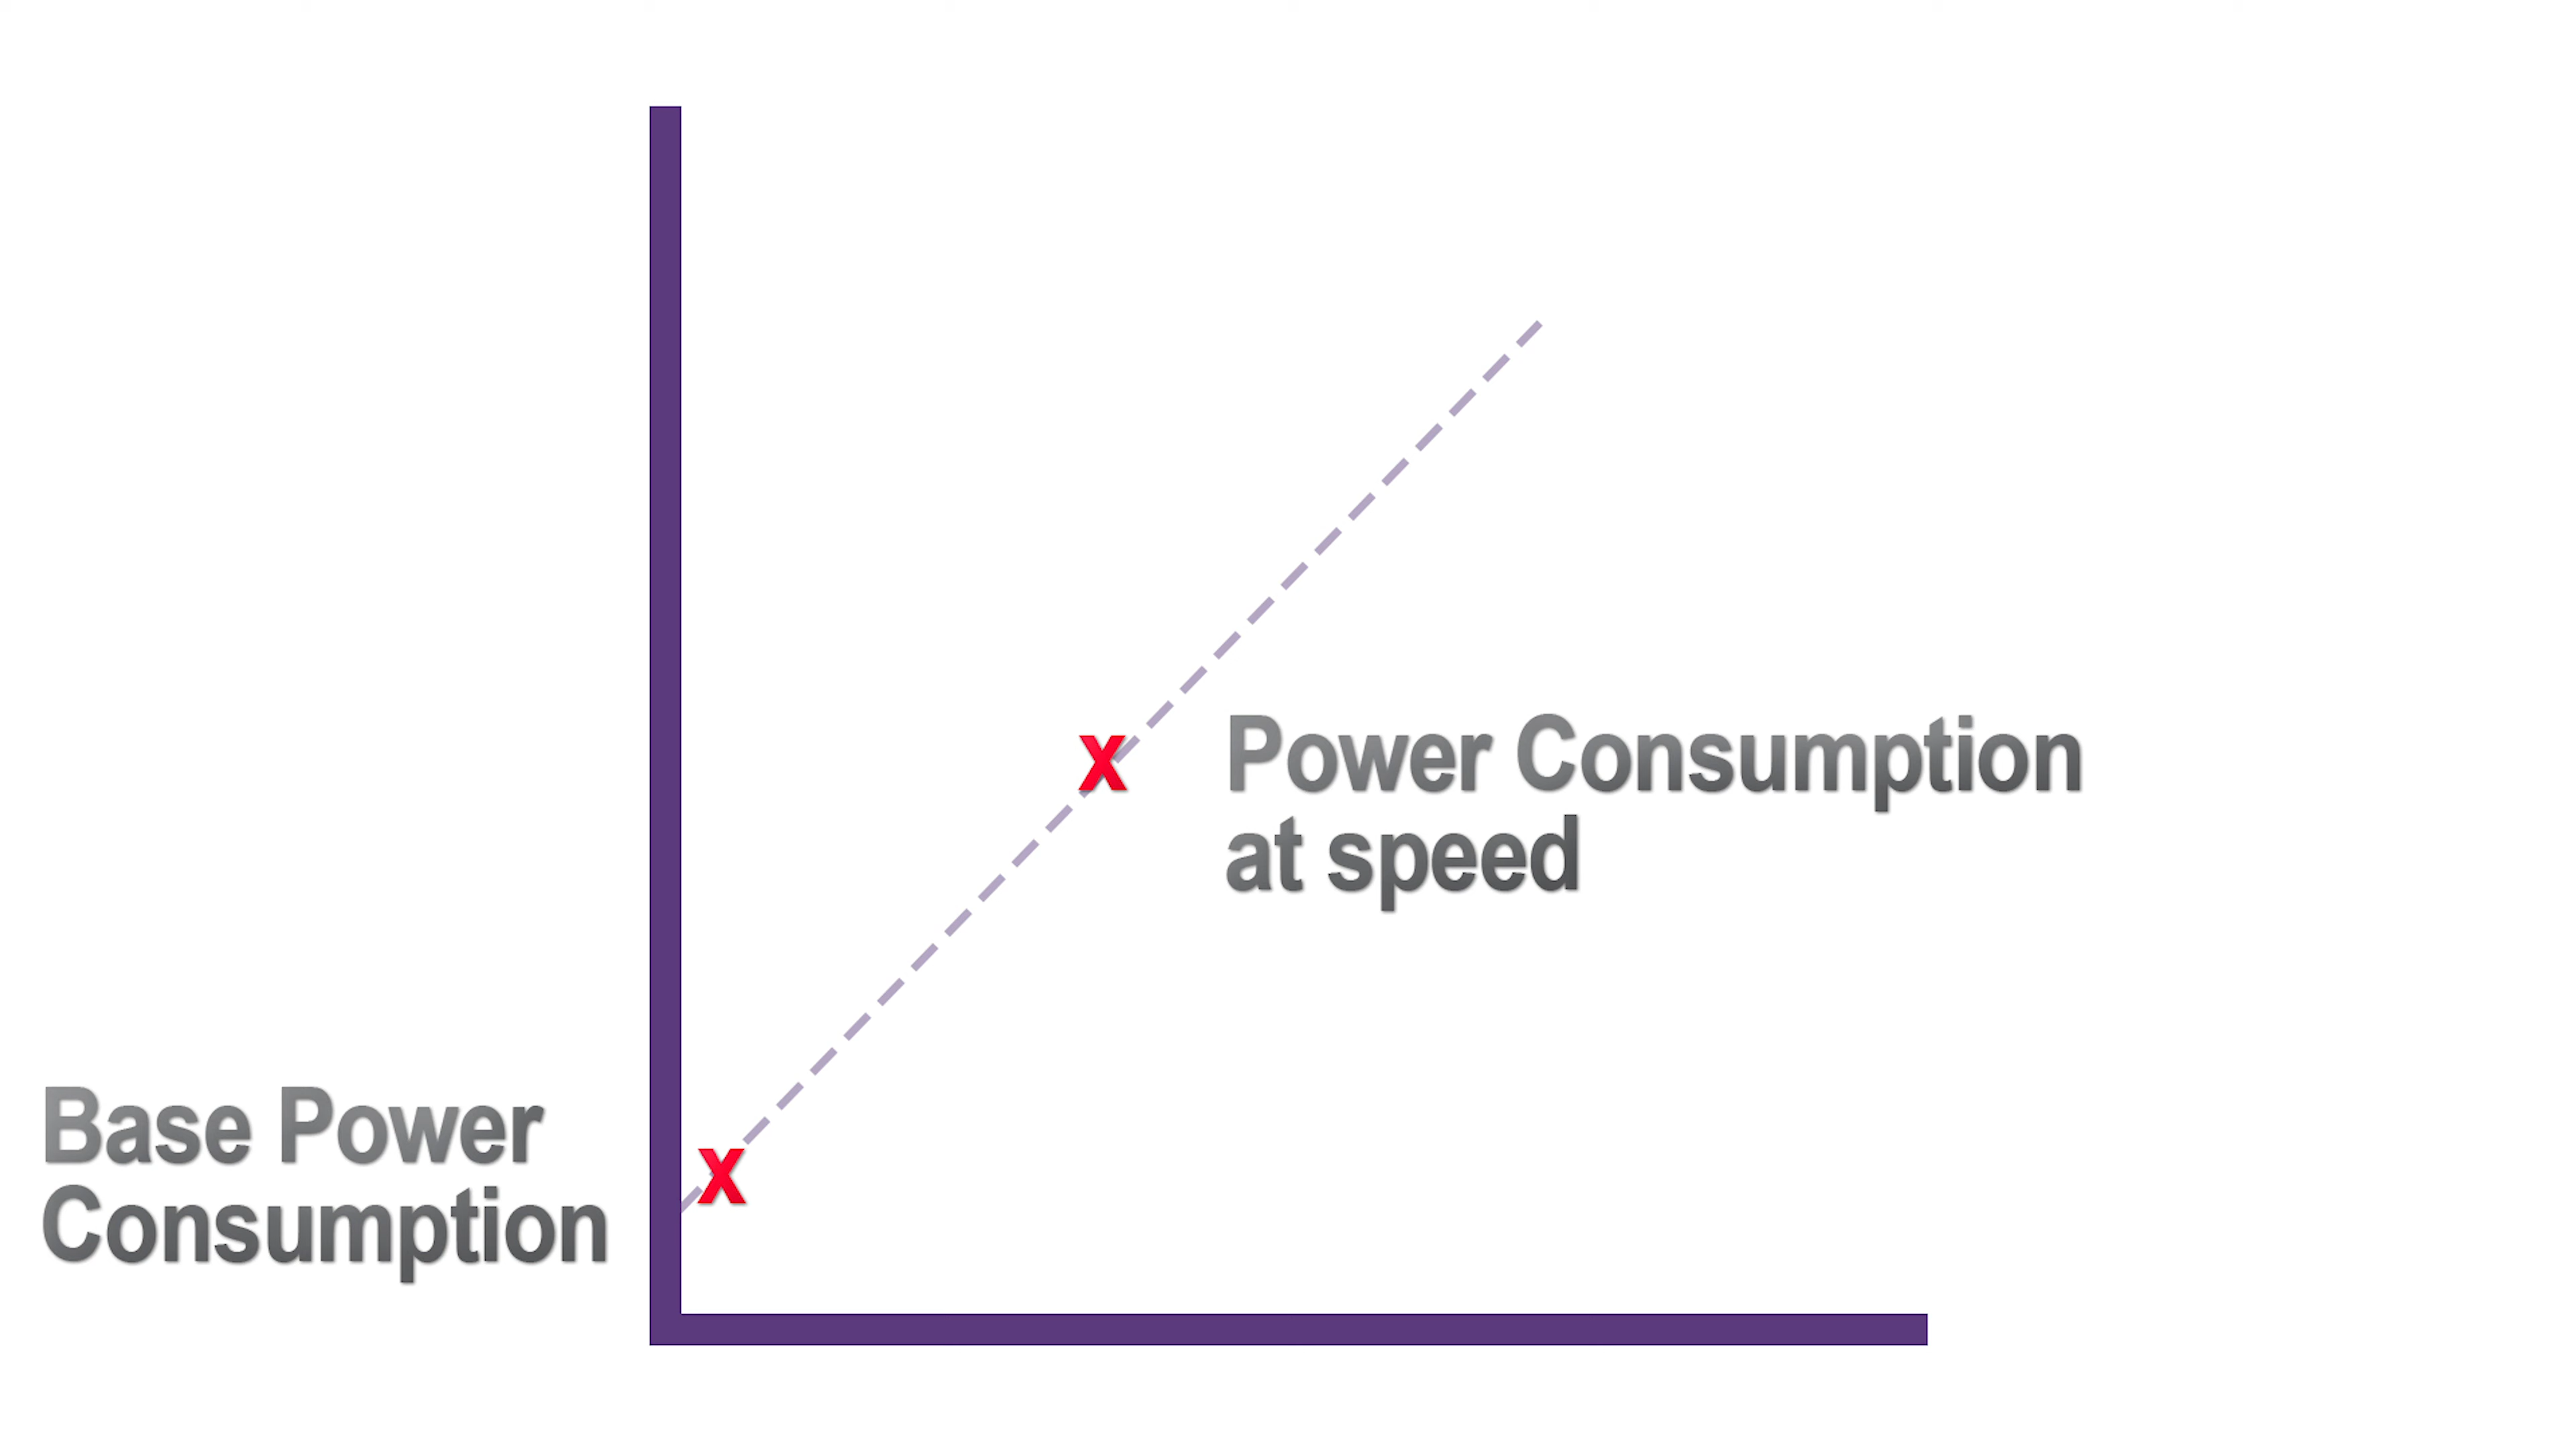 x
Power Consumption
at speed
Base Power
Consumption
x